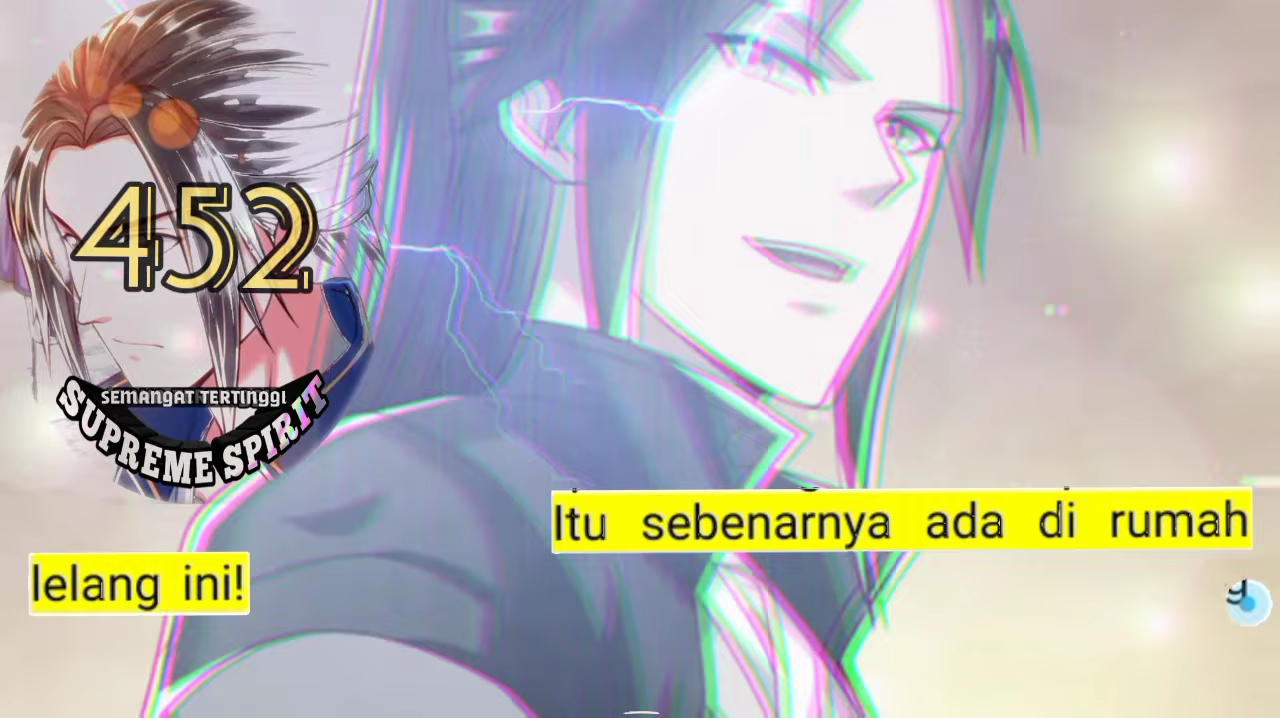 452
SEMANGAT TERTINGGI
SUPREME SPIRIT
Itu sebenarnya ada di rumah
lelang ini!
g